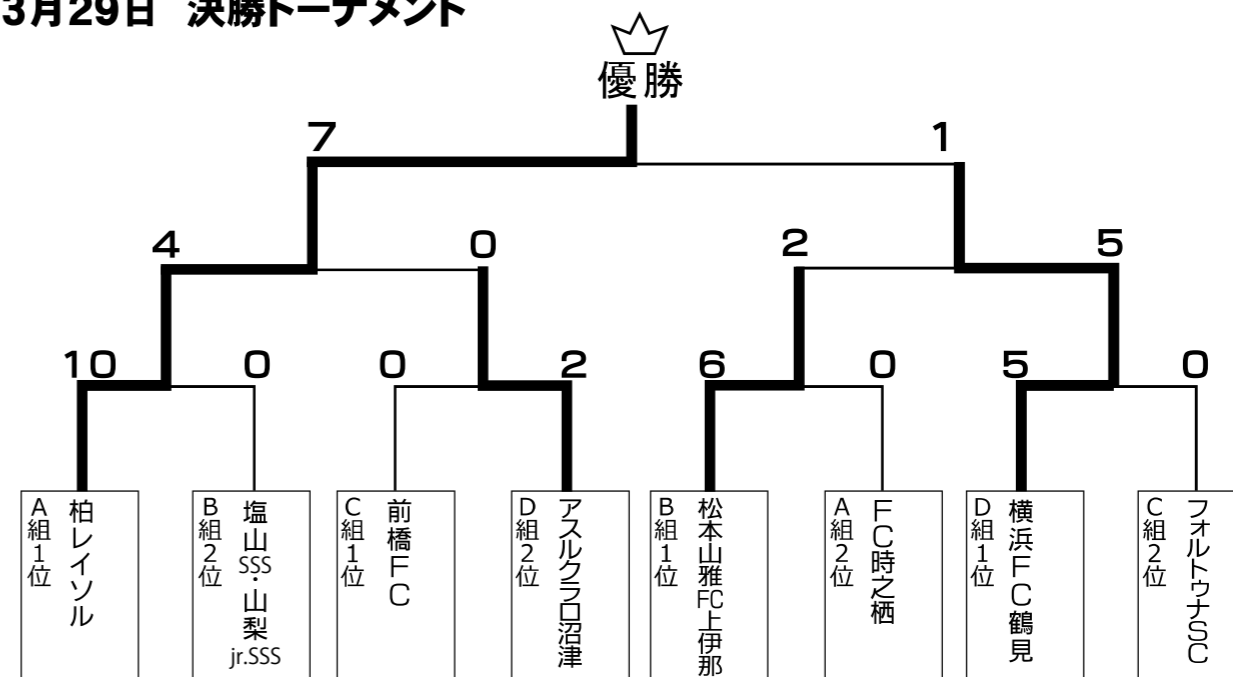 3月29日 決勝トーナメント
優勝
7
1
4
0
2
5
10
0
0
2
6
0
5
0
A組1位
柏レイソル
B組2位
塩山SSS・山梨jr.SSS
C組1位
前橋FC
D組2位
アスルクラロ沼津
B組1位
松本山雅FC上伊那
A組2位
FC時之栖
D組1位
横浜FC鶴見
C組2位
フォルトゥナSC